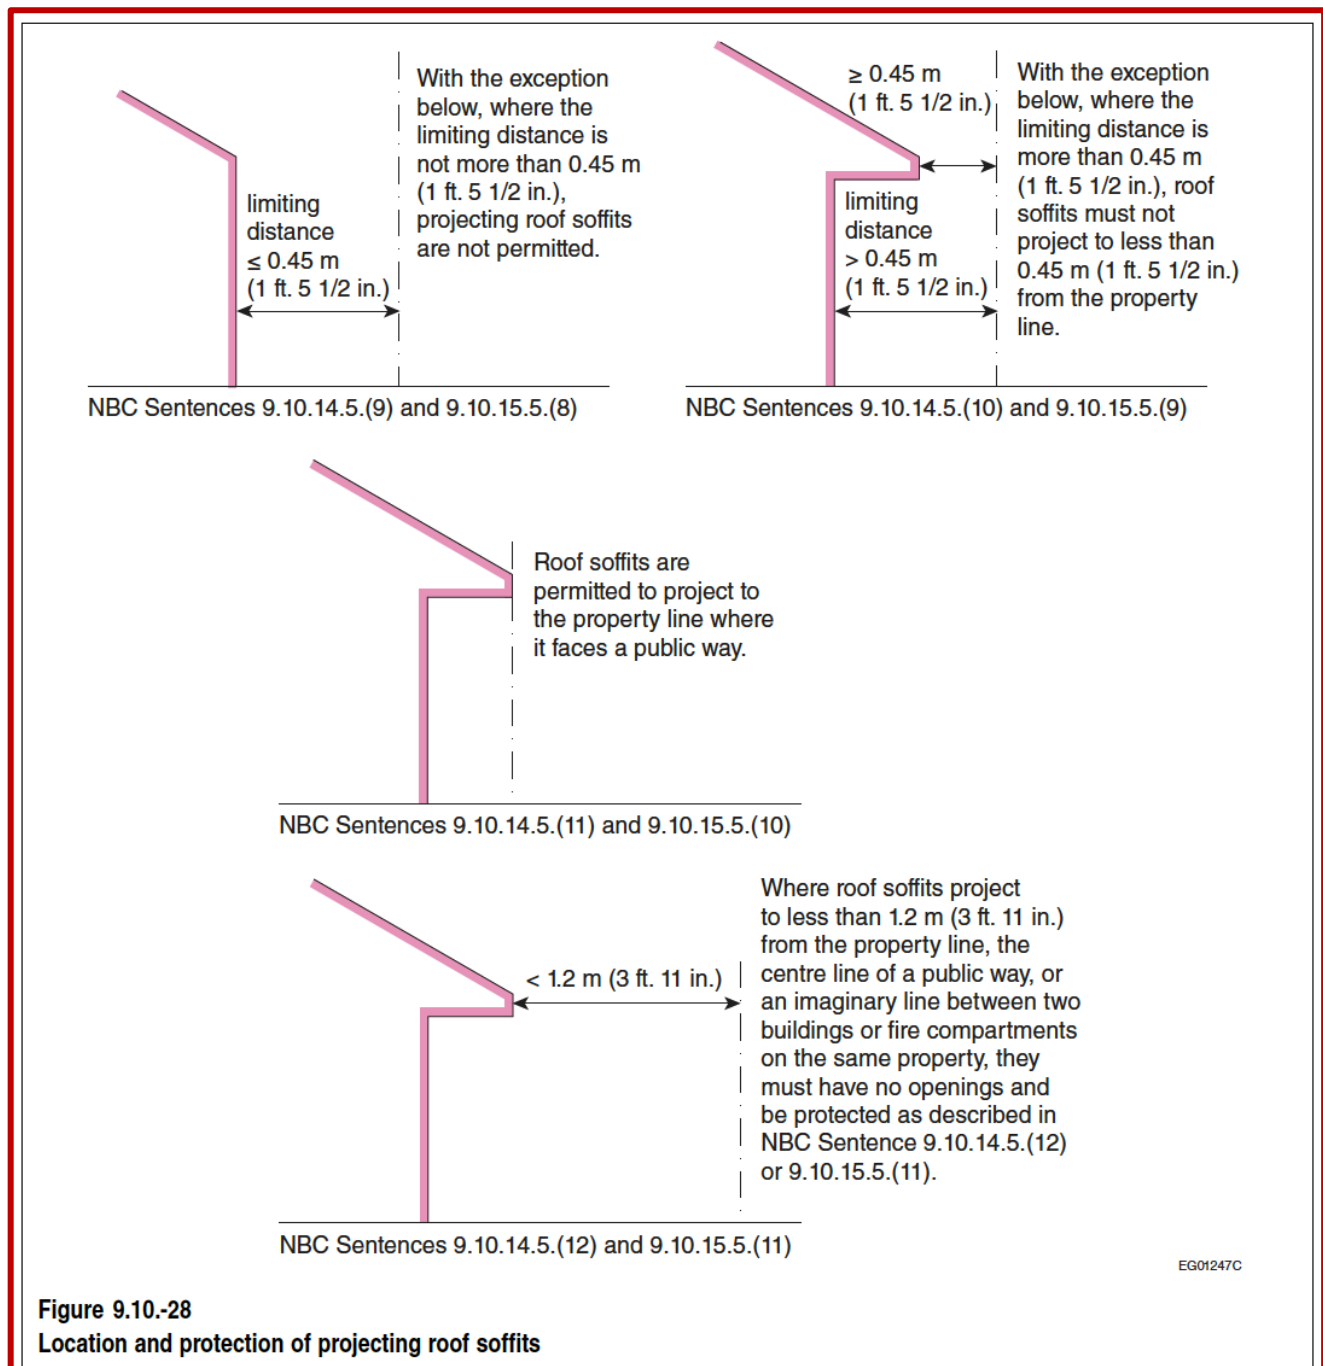 With the exception
below, where the
limiting distance is
not more than 0.45 m
(1 ft. 5 1/2 in.),
projecting roof soffits
are not permitted.
limiting
distance
≤ 0.45 m
(1 ft. 5 1/2 in.)
NBC Sentences 9.10.14.5.(9) and 9.10.15.5.(8)
≥ 0.45 m
(1 ft. 5 1/2 in.)
With the exception
below, where the
limiting distance is
more than 0.45 m
(1 ft. 5 1/2 in.), roof
soffits must not
project to less than
0.45 m (1 ft. 5 1/2 in.)
from the property
line.
limiting
distance
> 0.45 m
(1 ft. 5 1/2 in.)
NBC Sentences 9.10.14.5.(10) and 9.10.15.5.(9)
Roof soffits are
permitted to project to
the property line where
it faces a public way.
NBC Sentences 9.10.14.5.(11) and 9.10.15.5.(10)
< 1.2 m (3 ft. 11 in.)
Where roof soffits project
to less than 1.2 m (3 ft. 11 in.)
from the property line, the
centre line of a public way, or
an imaginary line between two
buildings or fire compartments
on the same property, they
must have no openings and
be protected as described in
NBC Sentence 9.10.14.5.(12)
or 9.10.15.5.(11).
NBC Sentences 9.10.14.5.(12) and 9.10.15.5.(11)
EG01247C
Figure 9.10.-28
Location and protection of projecting roof soffits